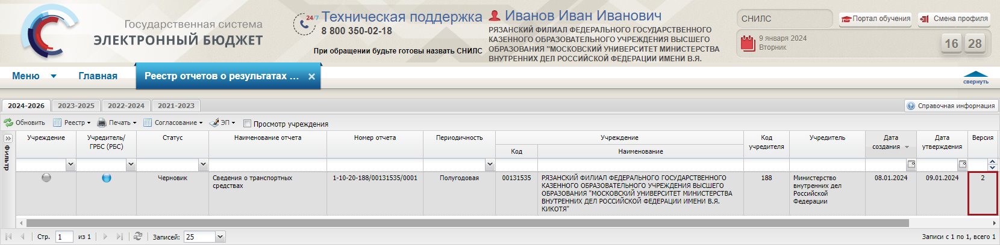 Государственная система
ЭЛЕКТРОННЫЙ БЮДЖЕТ
24/7
Техническая поддержка
8 800 350-02-18
При обращении будьте готовы назвать СНИЛС
Иванов Иван Иванович
РЯЗАНСКИЙ ФИЛИАЛ ФЕДЕРАЛЬНОГО ГОСУДАРСТВЕННОГО
КАЗЕННОГО ОБРАЗОВАТЕЛЬНОГО УЧРЕЖДЕНИЯ ВЫСШЕГО
ОБРАЗОВАНИЯ "МОСКОВСКИЙ УНИВЕРСИТЕТ МИНИСТЕРСТВА
ВНУТРЕННИХ ДЕЛ РОССИЙСКОЙ ФЕДЕРАЦИИ ИМЕНИ В.Я.
СНИЛС
Портал обучения
Смена профиля
9 января 2024
Вторник
16 28
Меню
Главная
Реестр отчетов о результатах ...
свернуть
2024-2026
2023-2025
2022-2024
2021-2023
Справочная информация
Обновить
Реестр
Печать
Согласование
ЭП
Просмотр учреждения
Фильтр
Учреждение
Учредитель/
ГРБС (РБС)
Статус
Наименование отчета
Номер отчета
Периодичность
Учреждение
Код
Наименование
Код
учредителя
Учредитель
Дата
создания
Дата
утверждения
Версия
Черновик
Сведения о транспортных
средствах
1-10-20-188/00131535/0001
Полугодовая
00131535
РЯЗАНСКИЙ ФИЛИАЛ ФЕДЕРАЛЬНОГО ГОСУДАРСТВЕННОГО
КАЗЕННОГО ОБРАЗОВАТЕЛЬНОГО УЧРЕЖДЕНИЯ ВЫСШЕГО
ОБРАЗОВАНИЯ "МОСКОВСКИЙ УНИВЕРСИТЕТ МИНИСТЕРСТВА
ВНУТРЕННИХ ДЕЛ РОССИЙСКОЙ ФЕДЕРАЦИИ ИМЕНИ В.Я.
КИКОТЯ"
188
Министерство
внутренних дел
Российской
Федерации
08.01.2024
09.01.2024
2
Стр. 1 из 1
Записей: 25
Записи с 1 по 1, всего 1